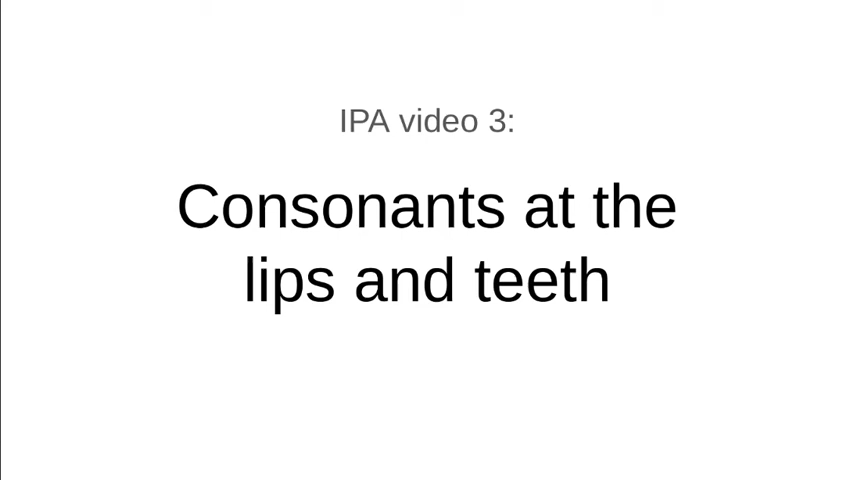 IPA video 3:
Consonants at the
lips and teeth